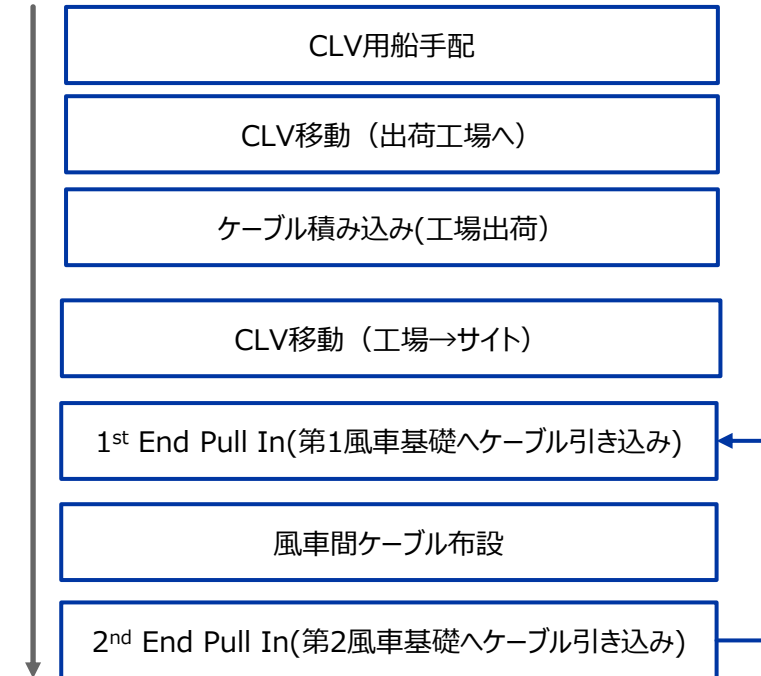 CLV用船手配
CLV移動（出荷工場へ）
ケーブル積み込み(工場出荷）
CLV移動（工場→サイト）
1st End Pull In(第1風車基礎へケーブル引き込み)
風車間ケーブル布設
2nd End Pull In(第2風車基礎へケーブル引き込み)